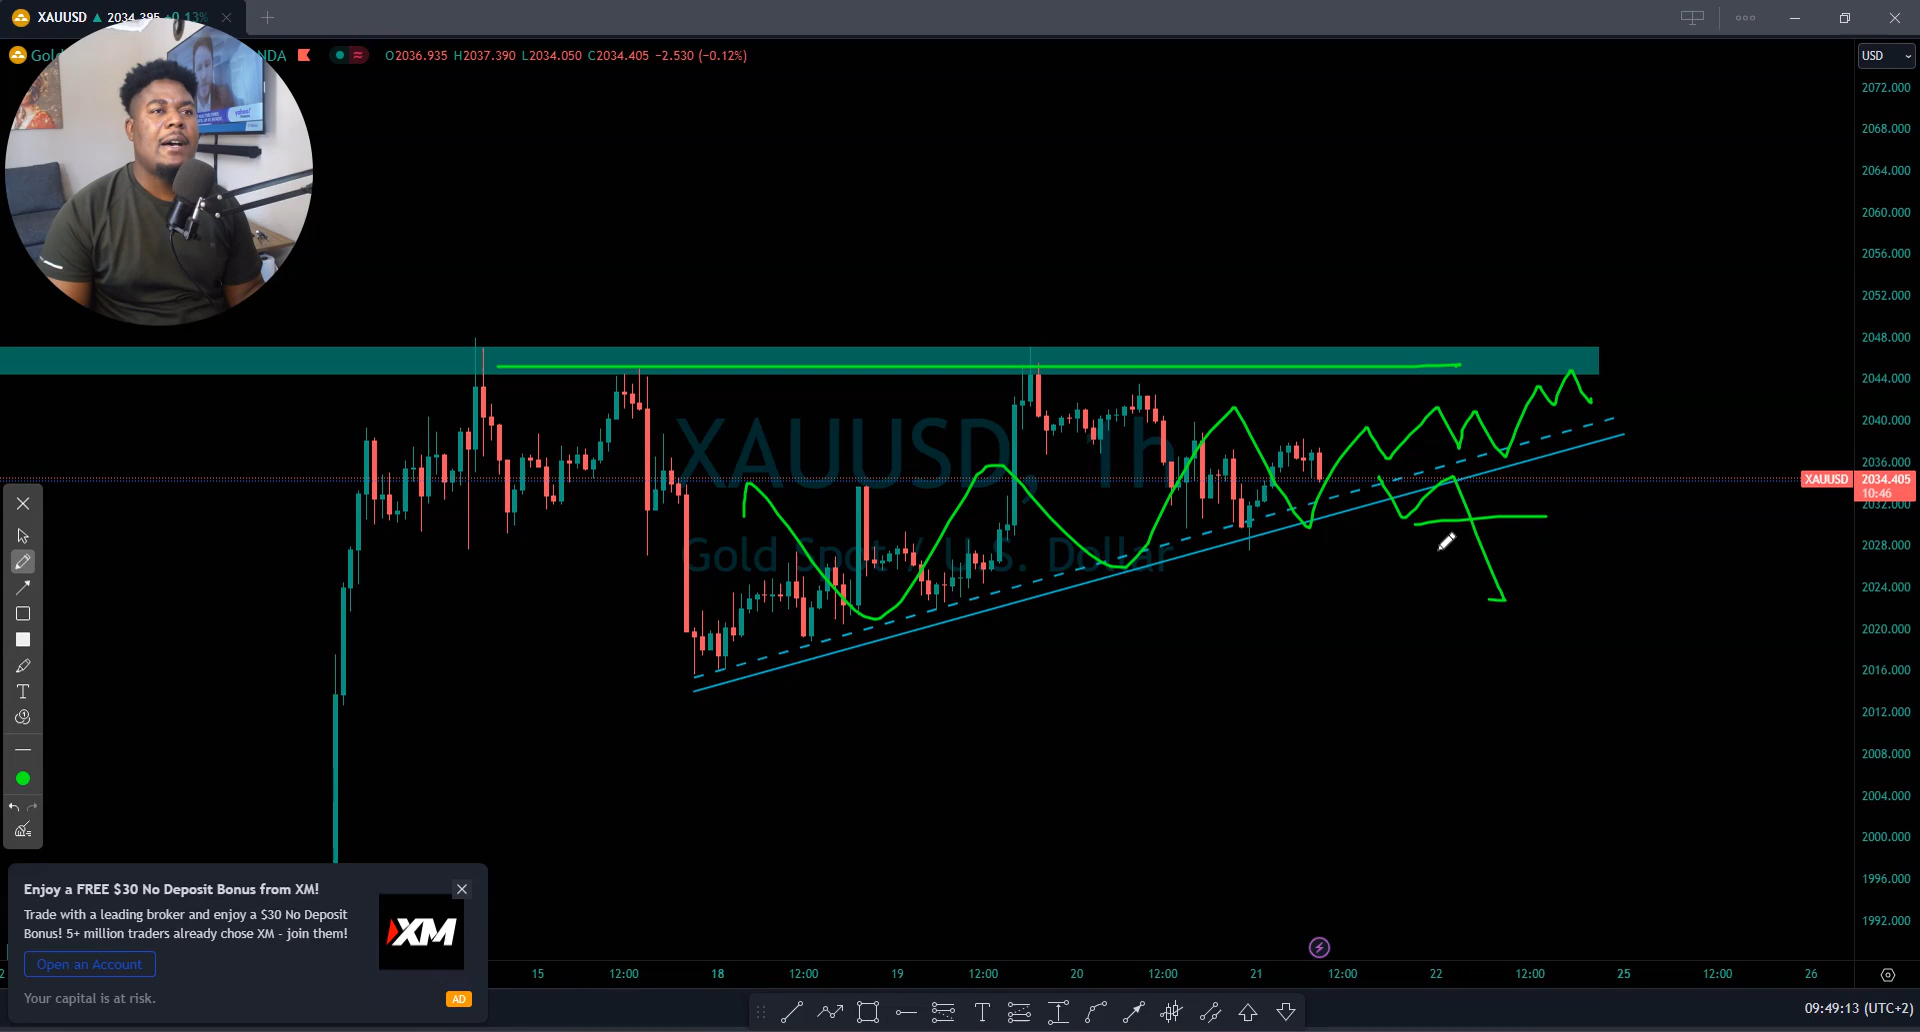 XAUUSD ▲ 2034.395 +0.13%
Gol NDA O2036.935 H2037.390 L2034.050 C2034.405 −2.530 (−0.12%)
USD
yahoo!
2072.000
2068.000
2064.000
2060.000
2056.000
2052.000
2048.000
2044.000
2040.000
2036.000
XAUUSD 2034.405
10:46
2032.000
2028.000
2024.000
2020.000
2016.000
2012.000
2008.000
2004.000
2000.000
1996.000
1992.000
XAUUSD, 1h
Gold Spot / U.S. Dollar
Enjoy a FREE $30 No Deposit Bonus from XM!
Trade with a leading broker and enjoy a $30 No Deposit
Bonus! 5+ million traders already chose XM - join them!
XM
Open an Account
Your capital is at risk.
AD
2 15 12:00 18 12:00 19 12:00 20 12:00 21 12:00 22 12:00 25 12:00 26
09:49:13 (UTC+2)